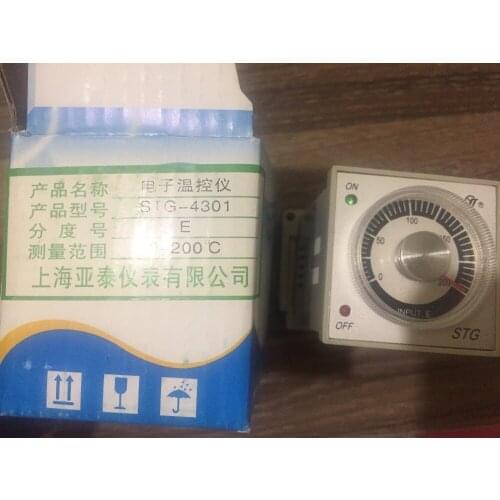 产品名称 电子温控仪
产品型号 STG-4301
分度号 E
测量范围 200℃
上海亚泰仪表有限公司
ON
0 50 100 150 200
INPUT E
OFF
STG